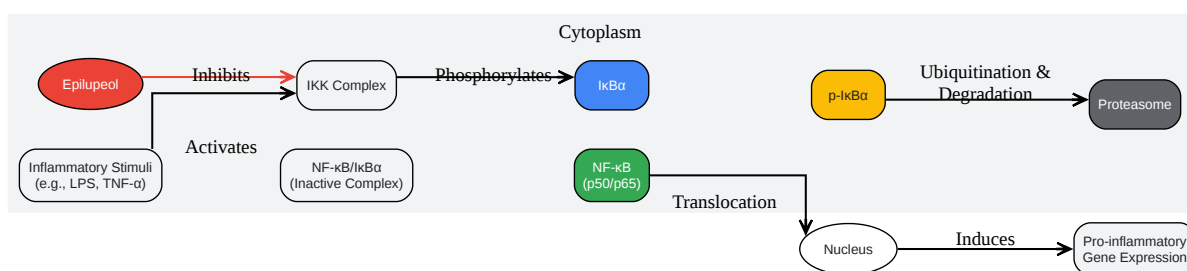 Cytoplasm
Epilupeol
Inhibits
IKK Complex
Phosphorylates
IκBα
p-IκBα
Ubiquitination &
Degradation
Proteasome
Activates
Inflammatory Stimuli
(e.g., LPS, TNF-α)
NF-κB/IκBα
(Inactive Complex)
NF-κB
(p50/p65)
Translocation
Nucleus
Induces
Pro-inflammatory
Gene Expression